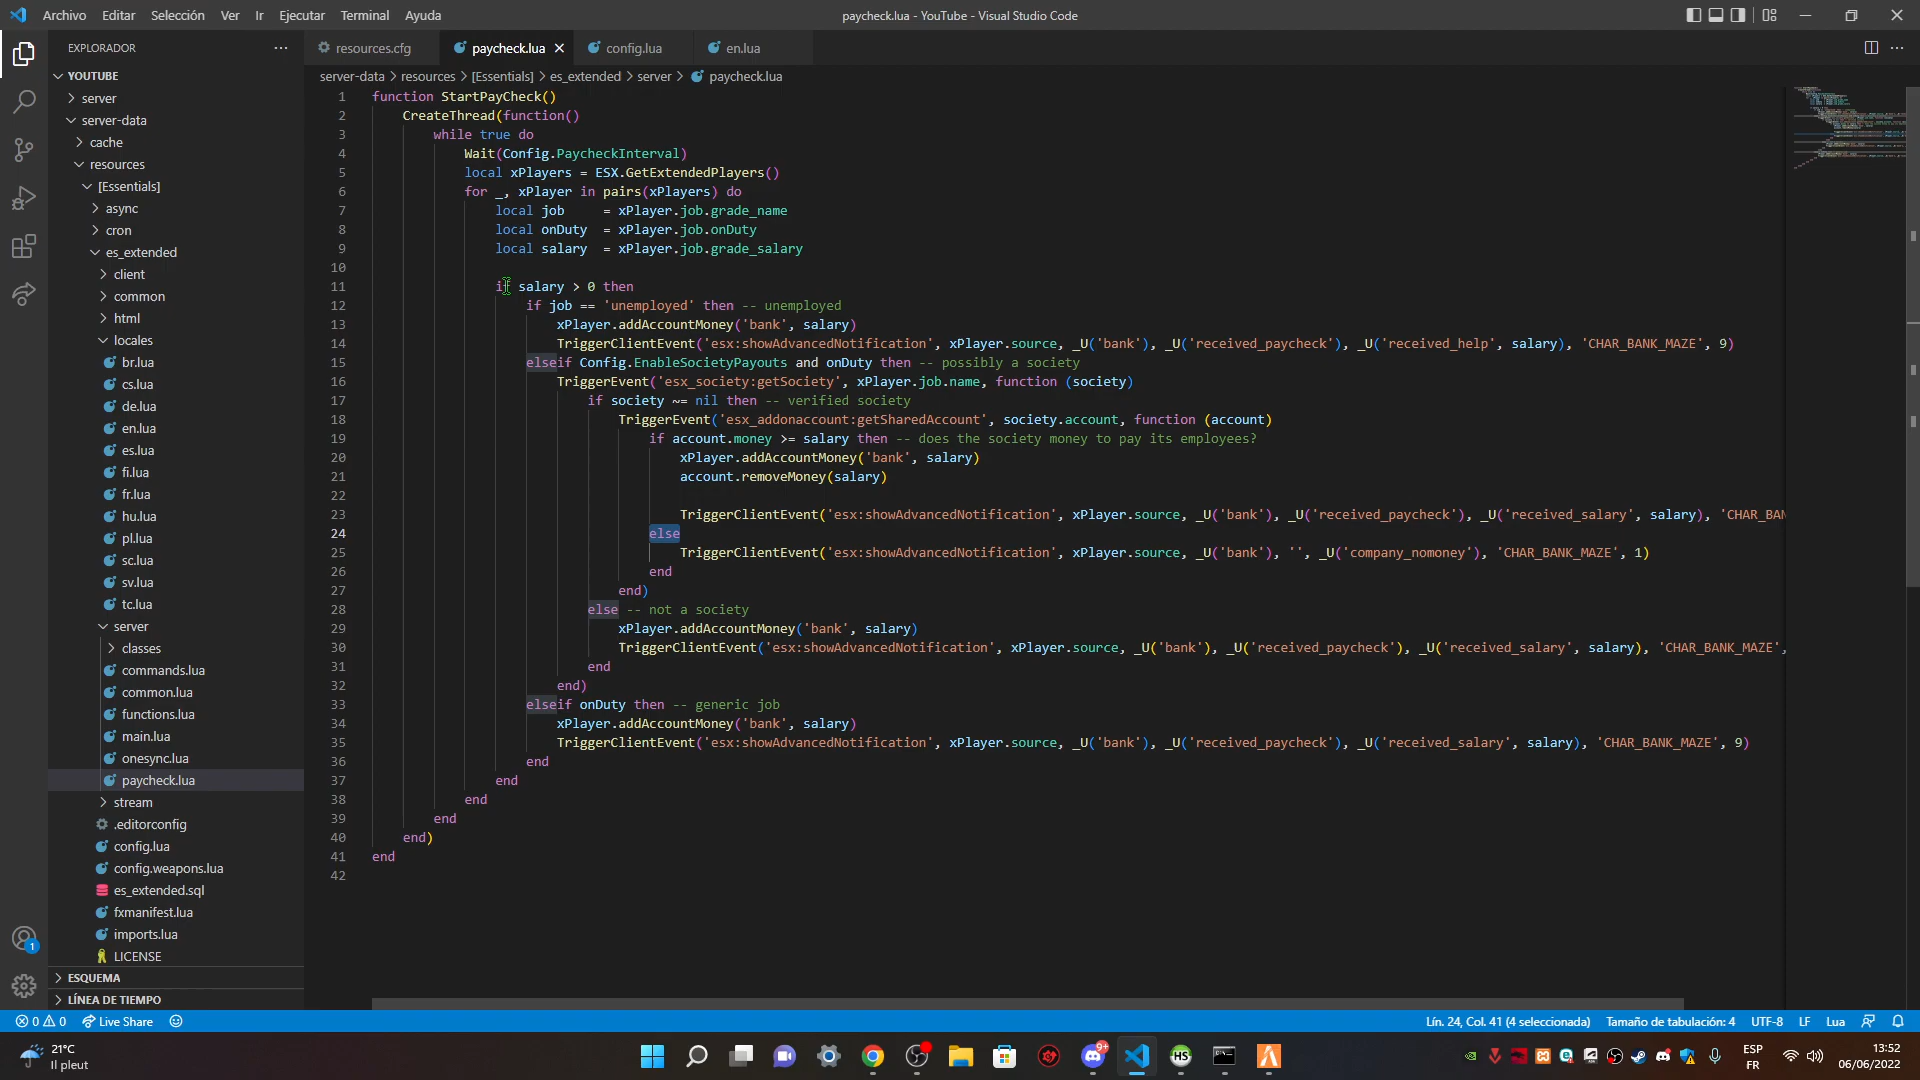 Archivo Editar Selección Ver Ir Ejecutar Terminal Ayuda
paycheck.lua - YouTube - Visual Studio Code
EXPLORADOR
resources.cfg
paycheck.lua
config.lua
en.lua
server-data > resources > [Essentials] > es_extended > server > paycheck.lua
YOUTUBE
server
server-data
cache
resources
[Essentials]
async
cron
es_extended
client
common
html
locales
br.lua
cs.lua
de.lua
en.lua
es.lua
fi.lua
fr.lua
hu.lua
pl.lua
sc.lua
sv.lua
tc.lua
server
classes
commands.lua
common.lua
functions.lua
main.lua
onesync.lua
paycheck.lua
stream
.editorconfig
config.lua
config.weapons.lua
es_extended.sql
fxmanifest.lua
imports.lua
LICENSE
ESQUEMA
LÍNEA DE TIEMPO
1 function StartPayCheck()
2 CreateThread(function()
3 while true do
4 Wait(Config.PaycheckInterval)
5 local xPlayers = ESX.GetExtendedPlayers()
6 for _, xPlayer in pairs(xPlayers) do
7 local job     = xPlayer.job.grade_name
8 local onDuty  = xPlayer.job.onDuty
9 local salary  = xPlayer.job.grade_salary
10
11 if salary > 0 then
12 if job == 'unemployed' then -- unemployed
13 xPlayer.addAccountMoney('bank', salary)
14 TriggerClientEvent('esx:showAdvancedNotification', xPlayer.source, _U('bank'), _U('received_paycheck'), _U('received_help', salary), 'CHAR_BANK_MAZE', 9)
15 elseif Config.EnableSocietyPayouts and onDuty then -- possibly a society
16 TriggerEvent('esx_society:getSociety', xPlayer.job.name, function (society)
17 if society ~= nil then -- verified society
18 TriggerEvent('esx_addonaccount:getSharedAccount', society.account, function (account)
19 if account.money >= salary then -- does the society money to pay its employees?
20 xPlayer.addAccountMoney('bank', salary)
21 account.removeMoney(salary)
22
23 TriggerClientEvent('esx:showAdvancedNotification', xPlayer.source, _U('bank'), _U('received_paycheck'), _U('received_salary', salary), 'CHAR_BAN
24 else
25 TriggerClientEvent('esx:showAdvancedNotification', xPlayer.source, _U('bank'), '', _U('company_nomoney'), 'CHAR_BANK_MAZE', 1)
26 end
27 end)
28 else -- not a society
29 xPlayer.addAccountMoney('bank', salary)
30 TriggerClientEvent('esx:showAdvancedNotification', xPlayer.source, _U('bank'), _U('received_paycheck'), _U('received_salary', salary), 'CHAR_BANK_MAZE',
31 end
32 end)
33 elseif onDuty then -- generic job
34 xPlayer.addAccountMoney('bank', salary)
35 TriggerClientEvent('esx:showAdvancedNotification', xPlayer.source, _U('bank'), _U('received_paycheck'), _U('received_salary', salary), 'CHAR_BANK_MAZE', 9)
36 end
37 end
38 end
39 end
40 end)
41 end
42
1
0 0 Live Share
Lín. 24, Col. 41 (4 seleccionada) Tamaño de tabulación: 4 UTF-8 LF Lua
21°C
Il pleut
9+
HS
ESP
FR
13:52
06/06/2022